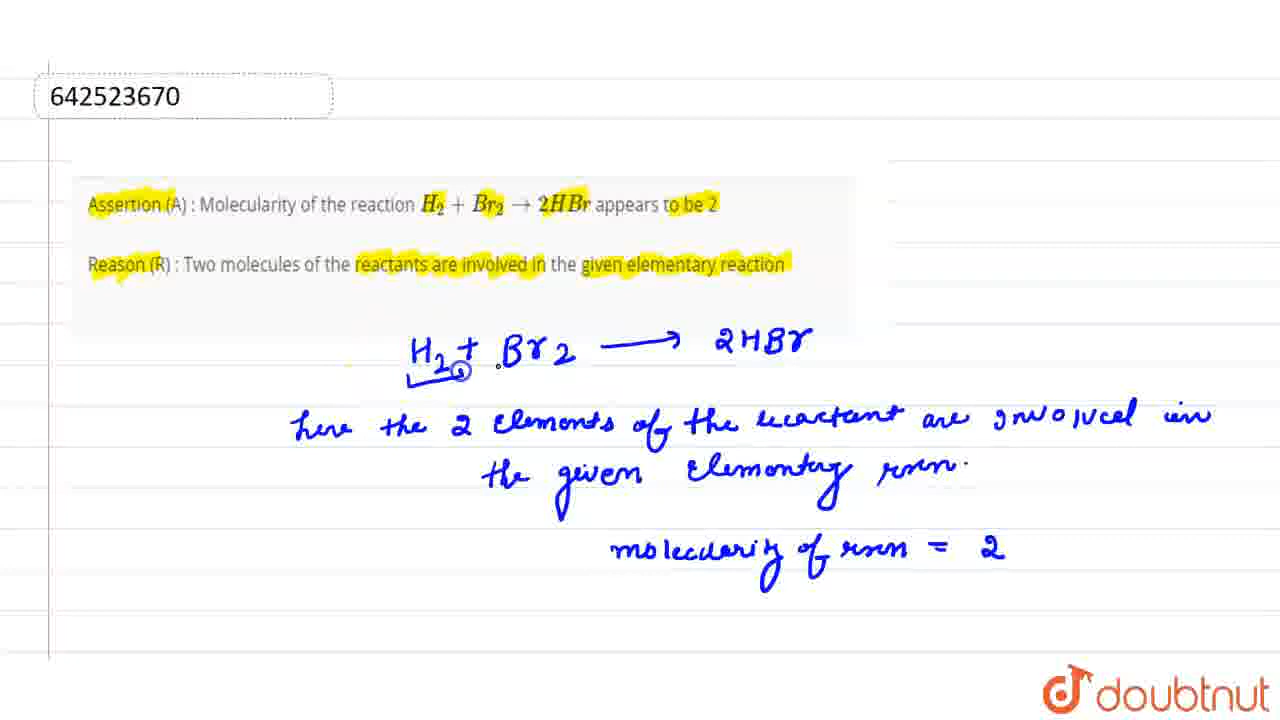 642523670
Assertion (A) : Molecularity of the reaction H₂ + Br₂ → 2HBr appears to be 2
Reason (R) : Two molecules of the reactants are involved in the given elementary reaction
H₂ + Br₂ → 2HBr
here the 2 Elements of the reactant are involved in
the given Elementary rxn.
molecularity of rxn = 2
doubtnut